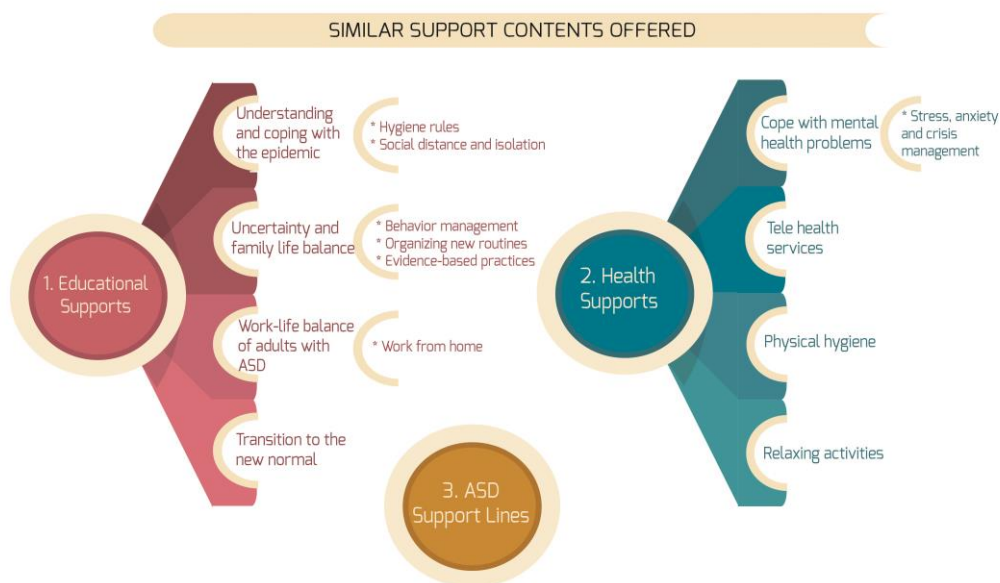 SIMILAR SUPPORT CONTENTS OFFERED
1. Educational
Supports
Understanding
and coping with
the epidemic
* Hygiene rules
* Social distance and isolation
Uncertainty and
family life balance
* Behavior management
* Organizing new routines
* Evidence-based practices
Work-life balance
of adults with
ASD
* Work from home
Transition to the
new normal
2. Health
Supports
Cope with mental
health problems
* Stress, anxiety
and crisis
management
Tele health
services
Physical hygiene
Relaxing activities
3. ASD
Support Lines